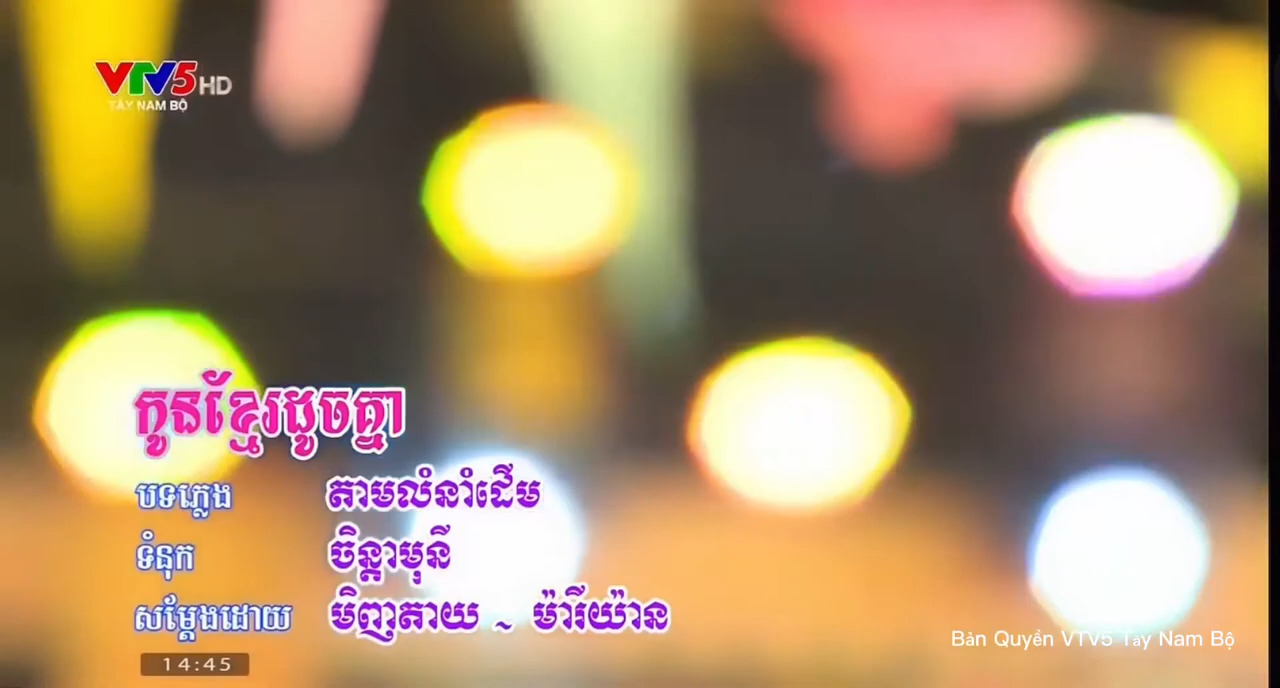 VTV5 HD
TÂY NAM BỘ
កូនខ្មែរដូចគ្នា
បទភ្លេង តាមលំនាំដើម
ទំនុក ចិន្តាមុនី
សម្តែងដោយ មិញតាយ ~ ម៉ារីយ៉ាន
14:45
Bản Quyền VTV5 Tây Nam Bộ